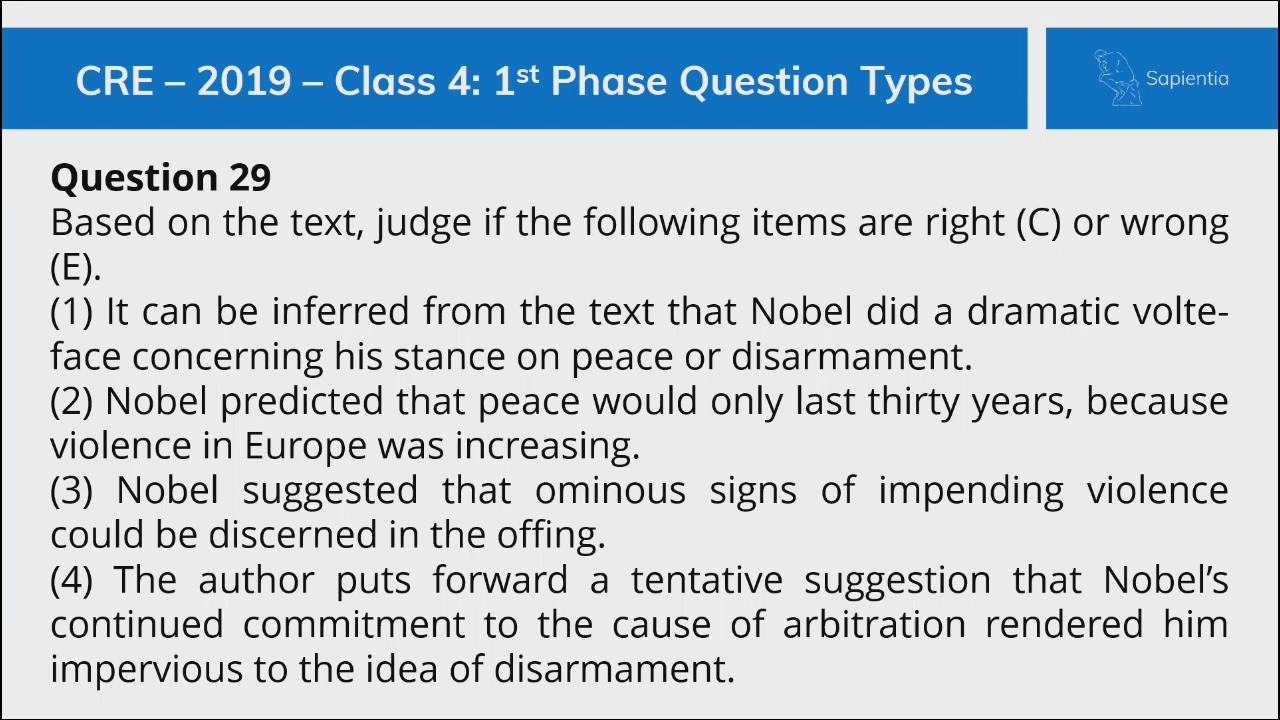 CRE – 2019 – Class 4: 1st Phase Question Types
Sapientia
Question 29
Based on the text, judge if the following items are right (C) or wrong
(E).
(1) It can be inferred from the text that Nobel did a dramatic volte-
face concerning his stance on peace or disarmament.
(2) Nobel predicted that peace would only last thirty years, because
violence in Europe was increasing.
(3) Nobel suggested that ominous signs of impending violence
could be discerned in the offing.
(4) The author puts forward a tentative suggestion that Nobel’s
continued commitment to the cause of arbitration rendered him
impervious to the idea of disarmament.